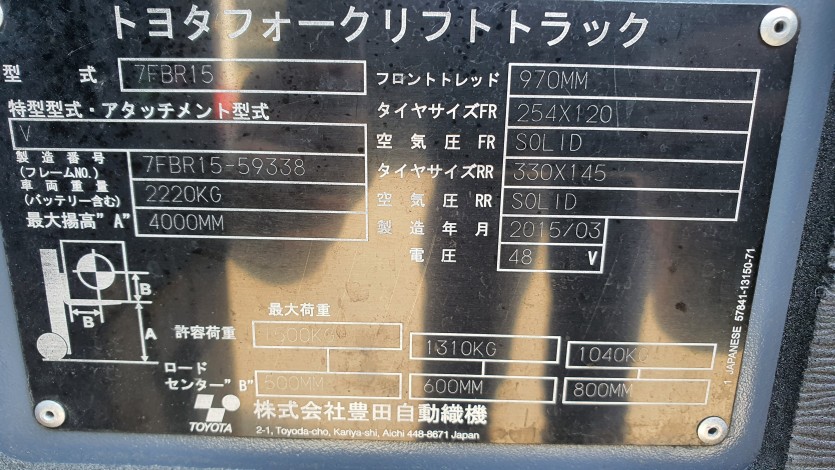 トヨタフォークリフトトラック
型 式 7FBR15
特型型式・アタッチメント型式
V
製造番号
(フレームNO.) 7FBR15-59338
車両重量
(バッテリー含む) 2220KG
最大揚高"A" 4000MM
フロントトレッド 970MM
タイヤサイズFR 254X120
空気圧FR SOLID
タイヤサイズRR 330X145
空気圧RR SOLID
製造年月 2015/03
電圧 48 V
B
B
A
最大荷重
許容荷重 1310KG 1040KG
ロード
センター"B" 500MM 600MM 800MM
TOYOTA
株式会社豊田自動織機
2-1, Toyoda-cho, Kariya-shi, Aichi 448-8671 Japan
1 JAPANESE 57841-13150-71